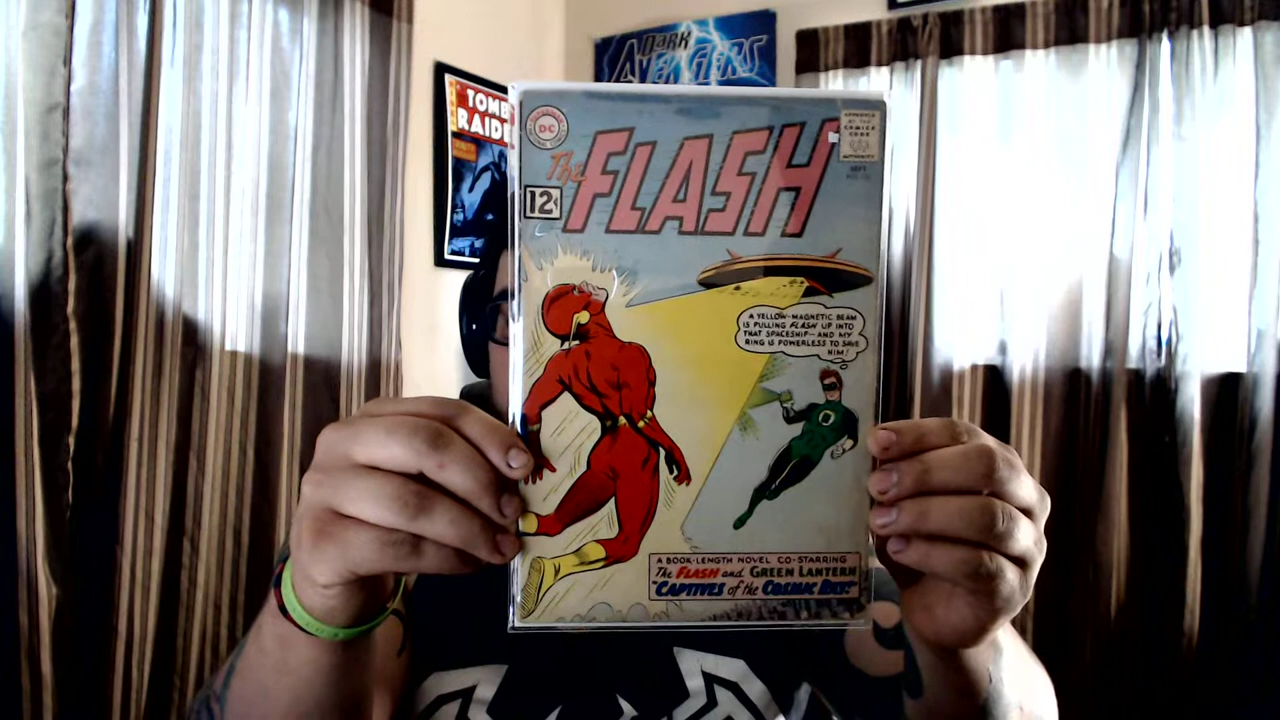 DARK
AVENGERS
TOMB
RAIDE
DC
APPROVED
BY THE
COMICS
CODE
AUTHORITY
SEPT.
The FLASH
12¢
A YELLOW-MAGNETIC BEAM
IS PULLING FLASH UP INTO
THAT SPACESHIP--AND MY
RING IS POWERLESS TO SAVE
HIM!
A BOOK-LENGTH NOVEL CO-STARRING
The FLASH and GREEN LANTERN
"CAPTIVES of the COSMIC RAY!"